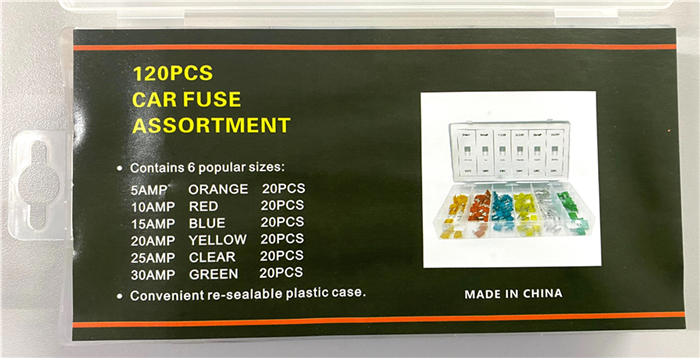 120PCS
CAR FUSE
ASSORTMENT
• Contains 6 popular sizes:
5AMP ORANGE 20PCS
10AMP RED 20PCS
15AMP BLUE 20PCS
20AMP YELLOW 20PCS
25AMP CLEAR 20PCS
30AMP GREEN 20PCS
• Convenient re-sealable plastic case.
MADE IN CHINA